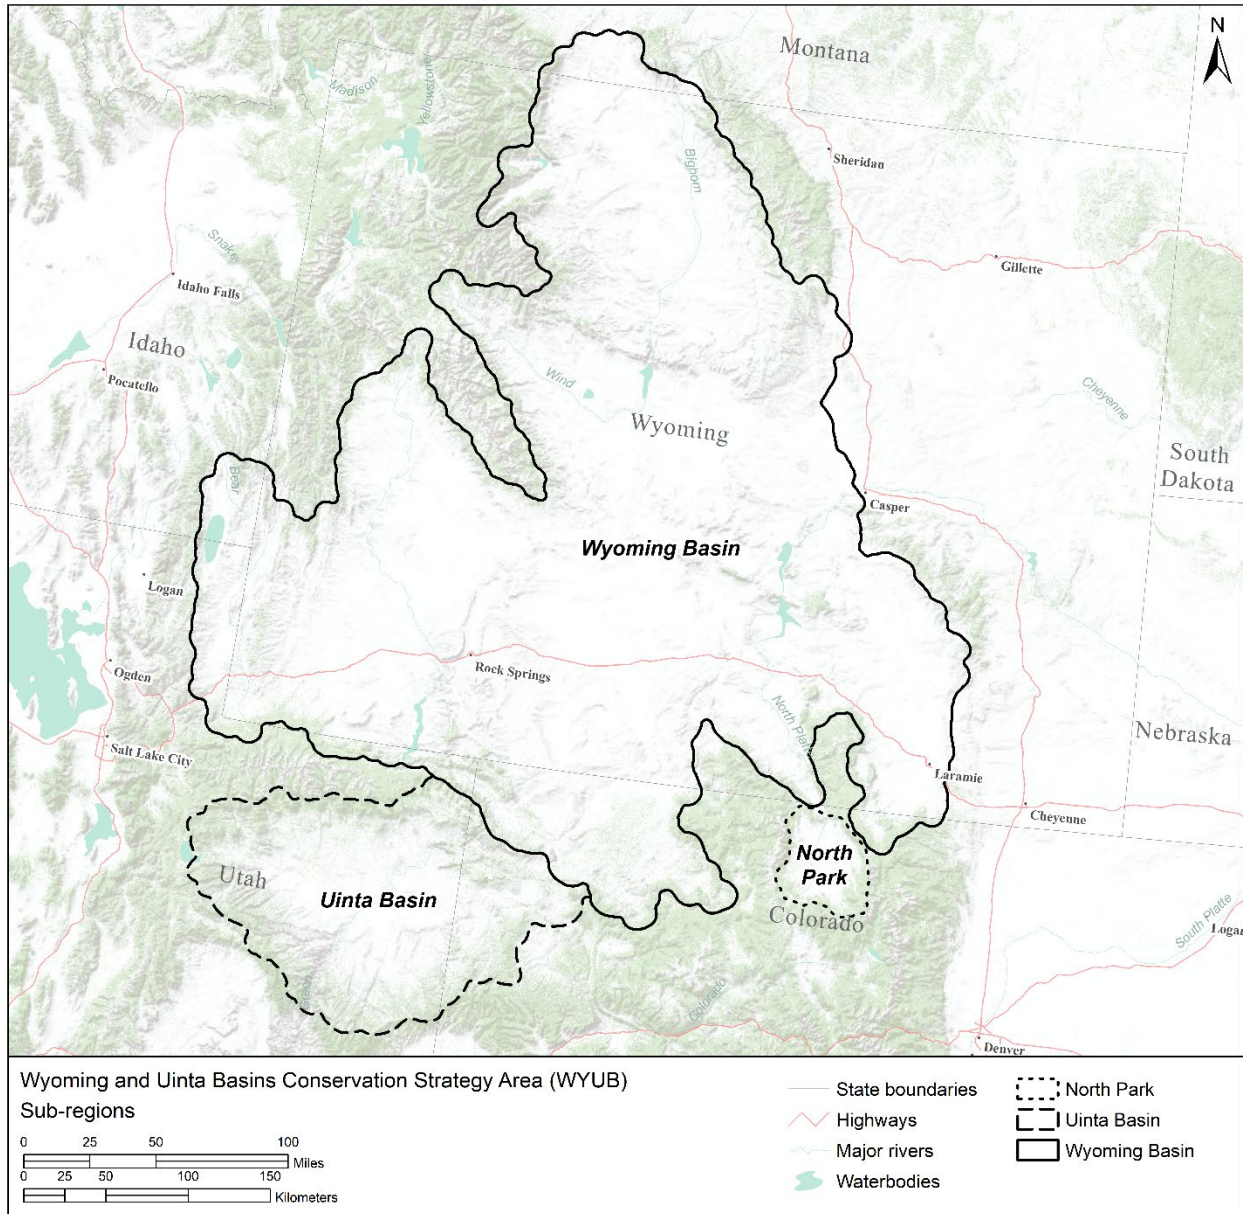 N
Montana
Madison
Yellowstone
Bighorn
Sheridan
Snake
Gillette
Idaho Falls
Idaho
Pocatello
Wind
Cheyenne
Wyoming
South
Dakota
Bear
Casper
Wyoming Basin
Logan
Ogden
Rock Springs
North Platte
Nebraska
Salt Lake City
Laramie
Cheyenne
North
Park
Utah
Uinta Basin
Colorado
South Platte
Logan
Colorado
Denver
Wyoming and Uinta Basins Conservation Strategy Area (WYUB)
Sub-regions
0 25 50 100
Miles
0 25 50 100 150
Kilometers
State boundaries
Highways
Major rivers
Waterbodies
North Park
Uinta Basin
Wyoming Basin